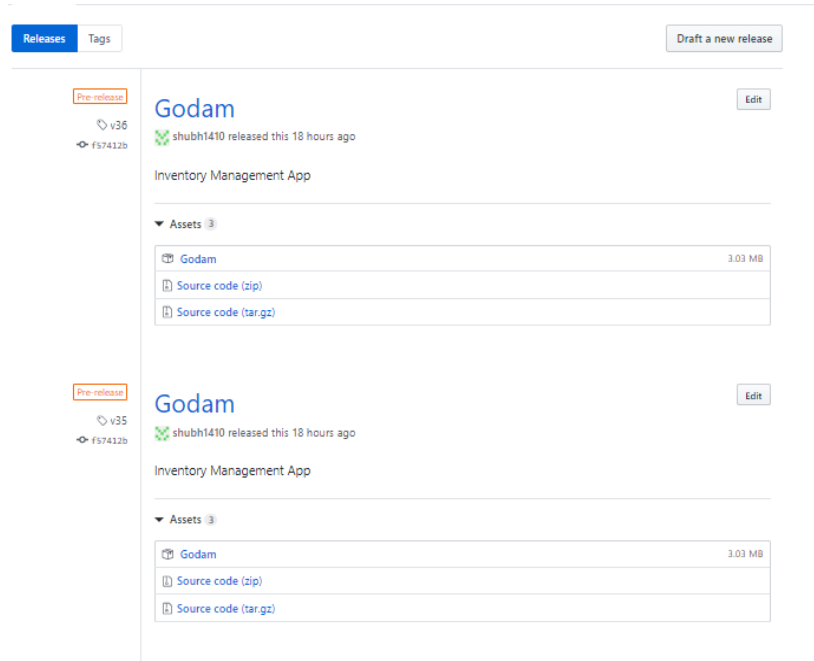 Releases Tags Draft a new release
Pre-release
v36
f57412b
Godam Edit
shubh1410 released this 18 hours ago
Inventory Management App
Assets 3
Godam 3.03 MB
Source code (zip)
Source code (tar.gz)
Pre-release
v35
f57412b
Godam Edit
shubh1410 released this 18 hours ago
Inventory Management App
Assets 3
Godam 3.03 MB
Source code (zip)
Source code (tar.gz)